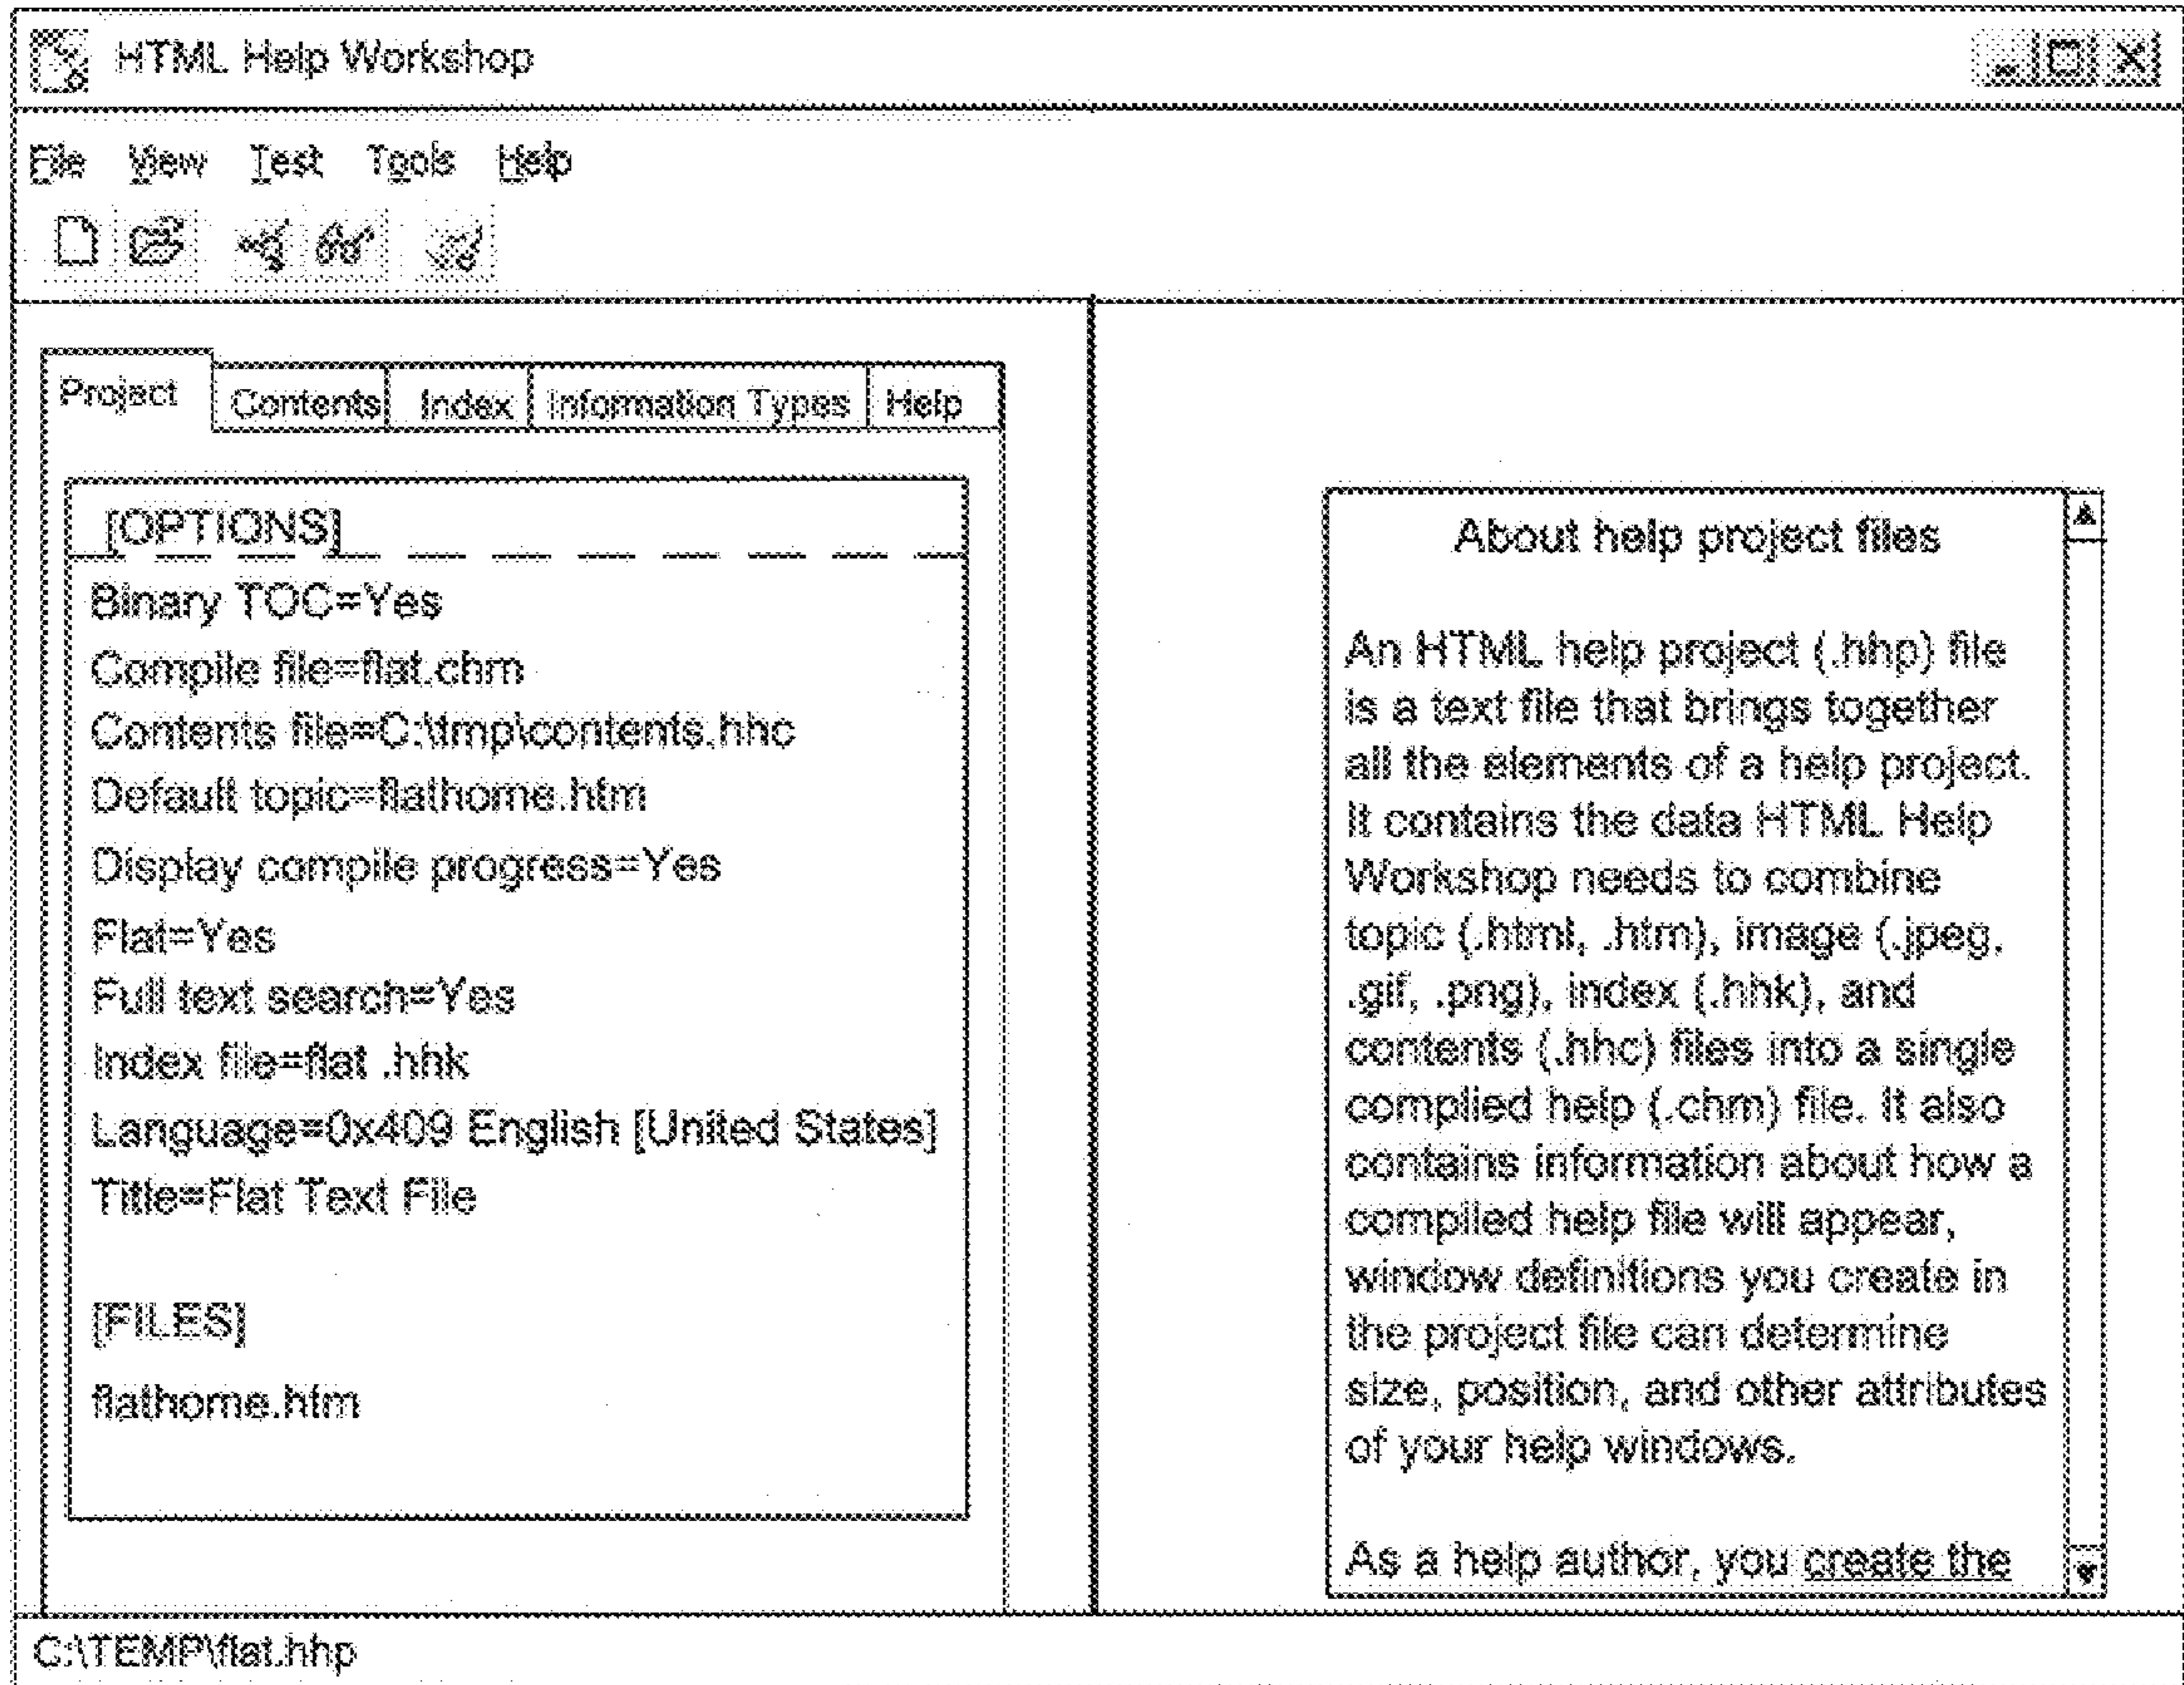 HTML Help Workshop
File View Test Tools Help
Project Contents Index Information Types Help
[OPTIONS]
Binary TOC=Yes
Compile file=flat.chm
Contents file=C:\tmp\contents.hhc
Default topic=flathome.htm
Display compile progress=Yes
Flat=Yes
Full text search=Yes
Index file=flat .hhk
Language=0x409 English [United States]
Title=Flat Text File
[FILES]
flathome.htm
About help project files
An HTML help project (.hhp) file
is a text file that brings together
all the elements of a help project.
It contains the data HTML Help
Workshop needs to combine
topic (.html, .htm), image (.jpeg,
.gif, .png), index (.hhk), and
contents (.hhc) files into a single
complied help (.chm) file. It also
contains information about how a
compiled help file will appear,
window definitions you create in
the project file can determine
size, position, and other attributes
of your help windows.
As a help author, you create the
C:\TEMP\flat.hhp